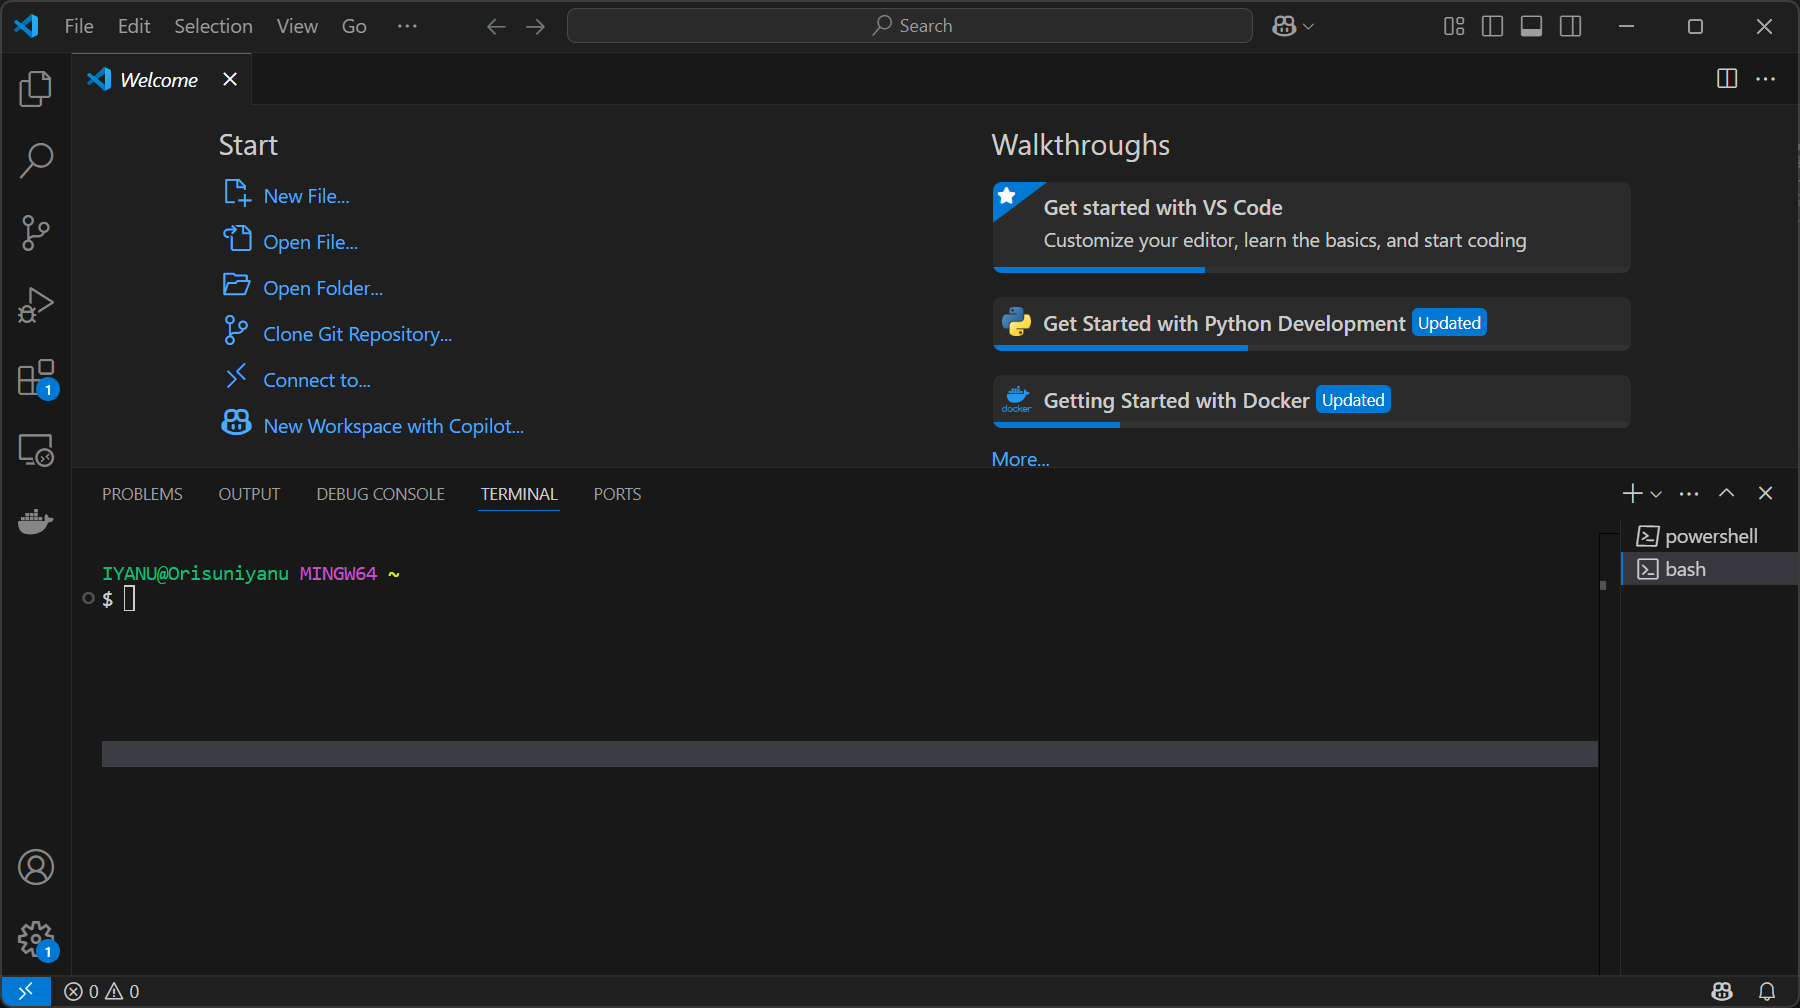 File Edit Selection View Go ··· Search
Welcome
Start
New File...
Open File...
Open Folder...
Clone Git Repository...
Connect to...
New Workspace with Copilot...
Walkthroughs
Get started with VS Code
Customize your editor, learn the basics, and start coding
Get Started with Python Development Updated
docker Getting Started with Docker Updated
More...
1
PROBLEMS OUTPUT DEBUG CONSOLE TERMINAL PORTS
powershell
bash
IYANU@Orisuniyanu MINGW64 ~
$
1
0 0